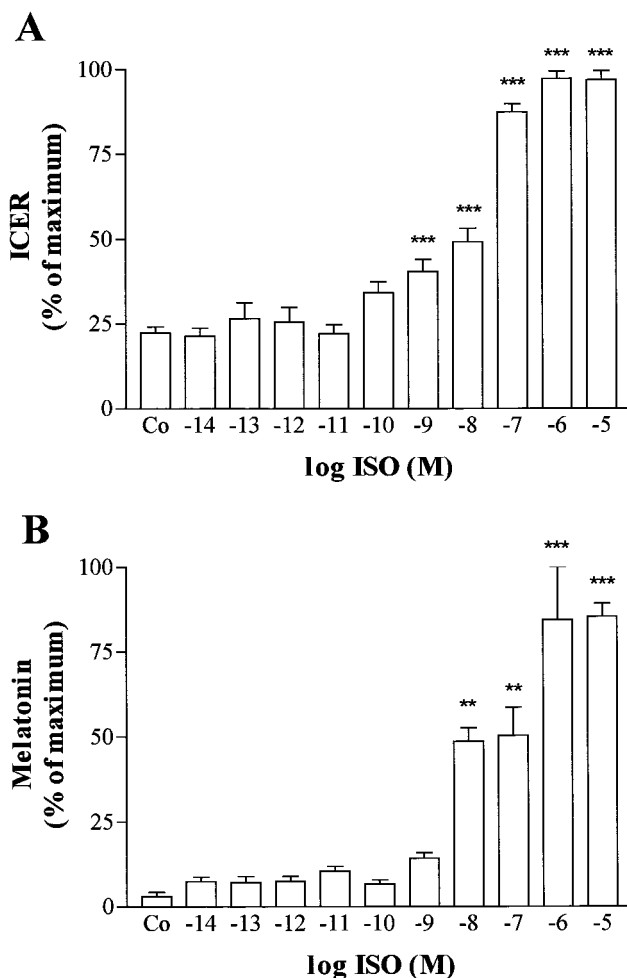 A
ICER
(% of maximum)
100
75
50
25
0
*** *** *** *** ***
Co -14 -13 -12 -11 -10 -9 -8 -7 -6 -5
log ISO (M)
B
Melatonin
(% of maximum)
100
75
50
25
0
** ** *** ***
Co -14 -13 -12 -11 -10 -9 -8 -7 -6 -5
log ISO (M)